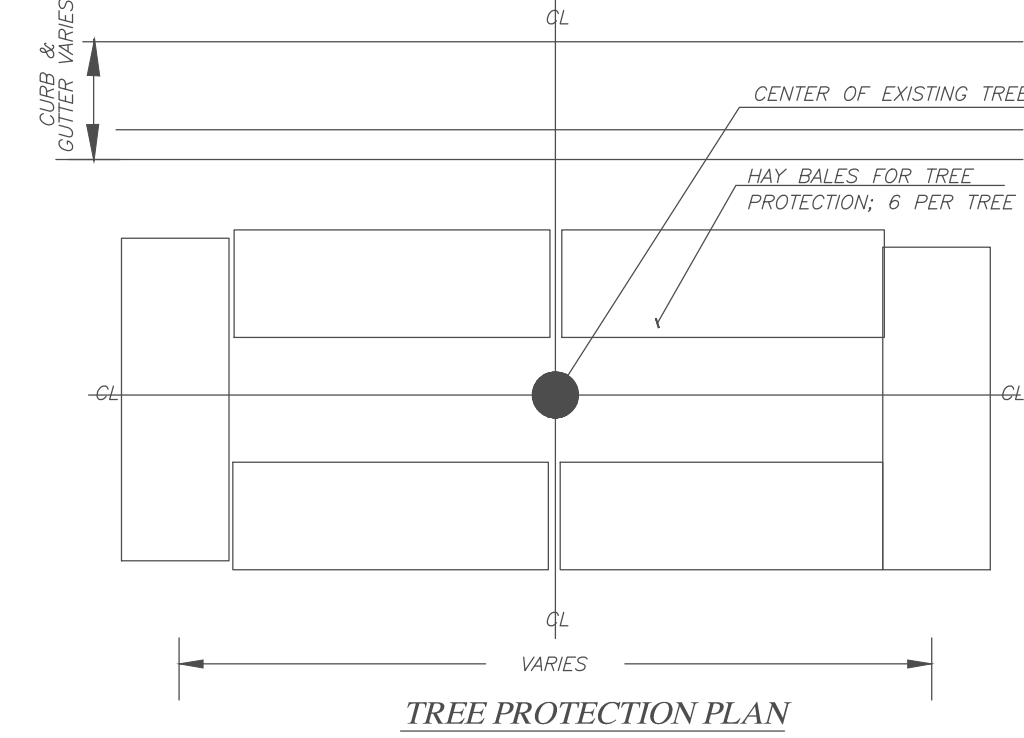 CL
CURB &
GUTTER VARIES
CENTER OF EXISTING TREE
HAY BALES FOR TREE
PROTECTION; 6 PER TREE
CL
CL
CL
VARIES
TREE PROTECTION PLAN